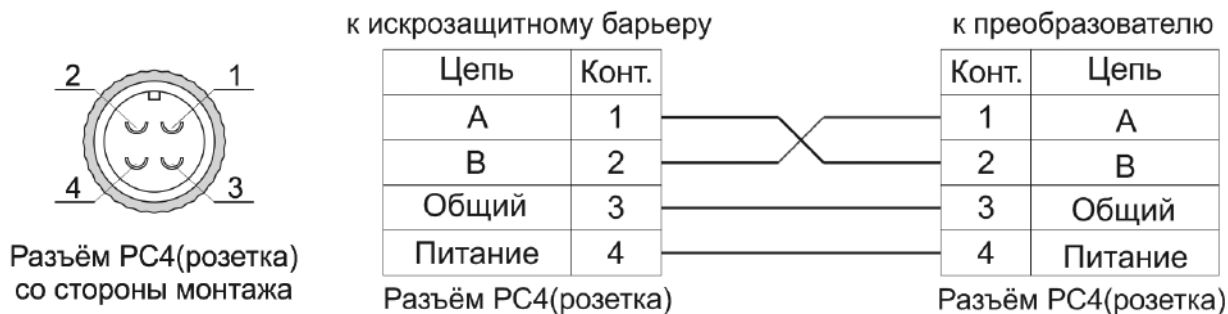 2 1
4 3
Разъём РС4(розетка)
со стороны монтажа
к искрозащитному барьеру
Цепь Конт.
А 1
В 2
Общий 3
Питание 4
Разъём РС4(розетка)
к преобразователю
Конт. Цепь
1 А
2 В
3 Общий
4 Питание
Разъём РС4(розетка)